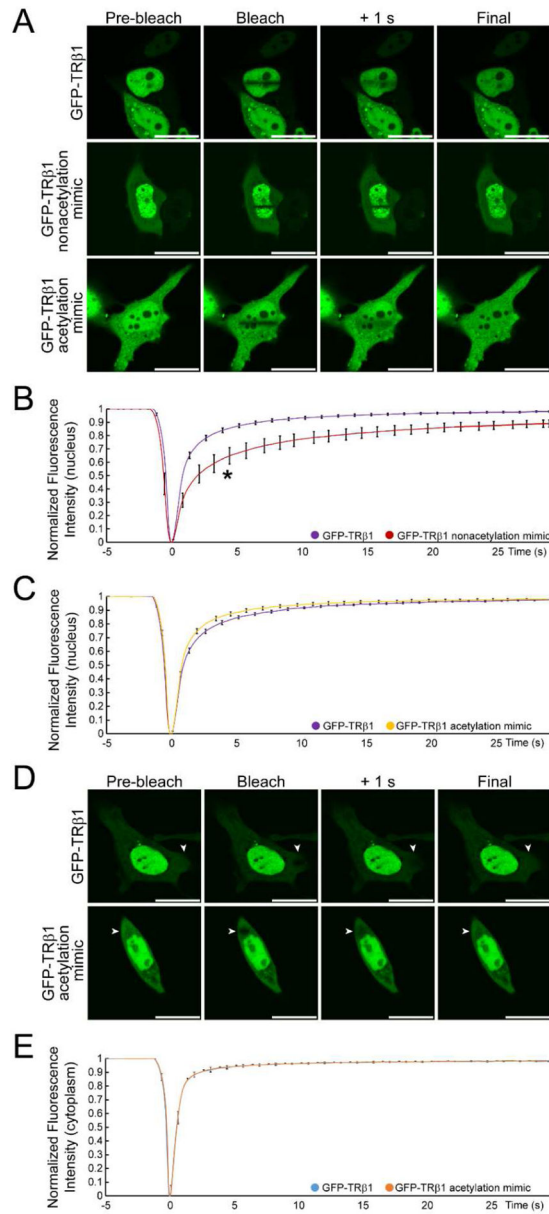 A
Pre-bleach Bleach + 1 s Final
GFP-TRβ1
GFP-TRβ1
nonacetylation
mimic
GFP-TRβ1
acetylation
mimic
B
Normalized Fluorescence
Intensity (nucleus)
1
0.9
0.8
0.7
0.6
0.5
0.4
0.3
0.2
0.1
0
*
GFP-TRβ1 GFP-TRβ1 nonacetylation mimic
-5 0 5 10 15 20 25 Time (s)
C
Normalized Fluorescence
Intensity (nucleus)
1
0.9
0.8
0.7
0.6
0.5
0.4
0.3
0.2
0.1
0
GFP-TRβ1 GFP-TRβ1 acetylation mimic
-5 0 5 10 15 20 25 Time (s)
D
Pre-bleach Bleach + 1 s Final
GFP-TRβ1
GFP-TRβ1
acetylation
mimic
E
Normalized Fluorescence
Intensity (cytoplasm)
1
0.9
0.8
0.7
0.6
0.5
0.4
0.3
0.2
0.1
0
GFP-TRβ1 GFP-TRβ1 acetylation mimic
-5 0 5 10 15 20 25 Time (s)